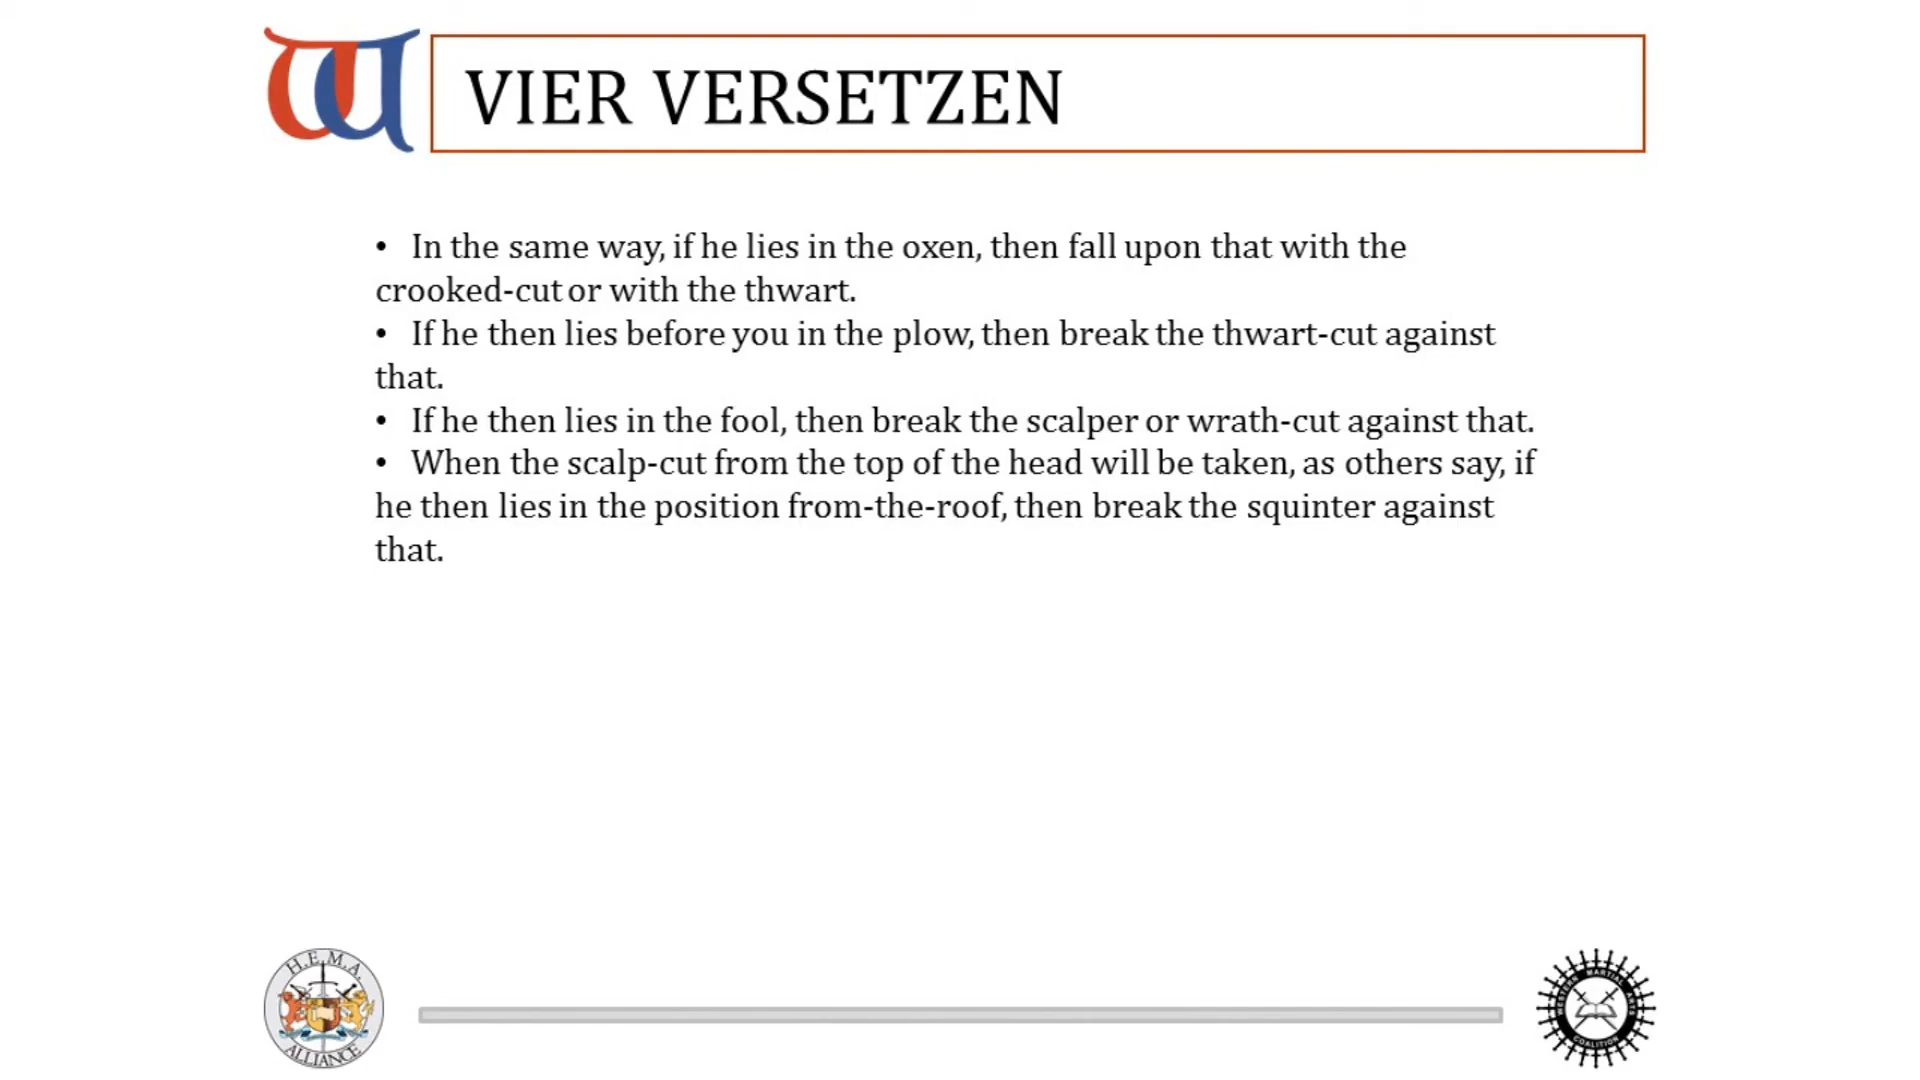 VIER VERSETZEN
• In the same way, if he lies in the oxen, then fall upon that with the
crooked-cut or with the thwart.
• If he then lies before you in the plow, then break the thwart-cut against
that.
• If he then lies in the fool, then break the scalper or wrath-cut against that.
• When the scalp-cut from the top of the head will be taken, as others say, if
he then lies in the position from-the-roof, then break the squinter against
that.
H.E.M.A.
ALLIANCE
WESTERN MARTIAL ARTS
COALITION